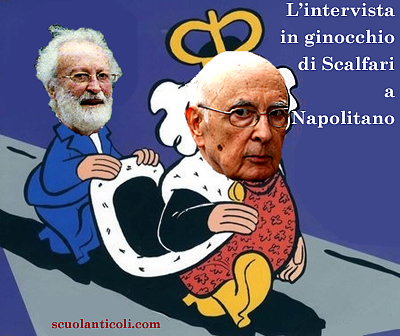 L'intervista
in ginocchio
di Scalfari
a
Napolitano
scuolanticoli.com